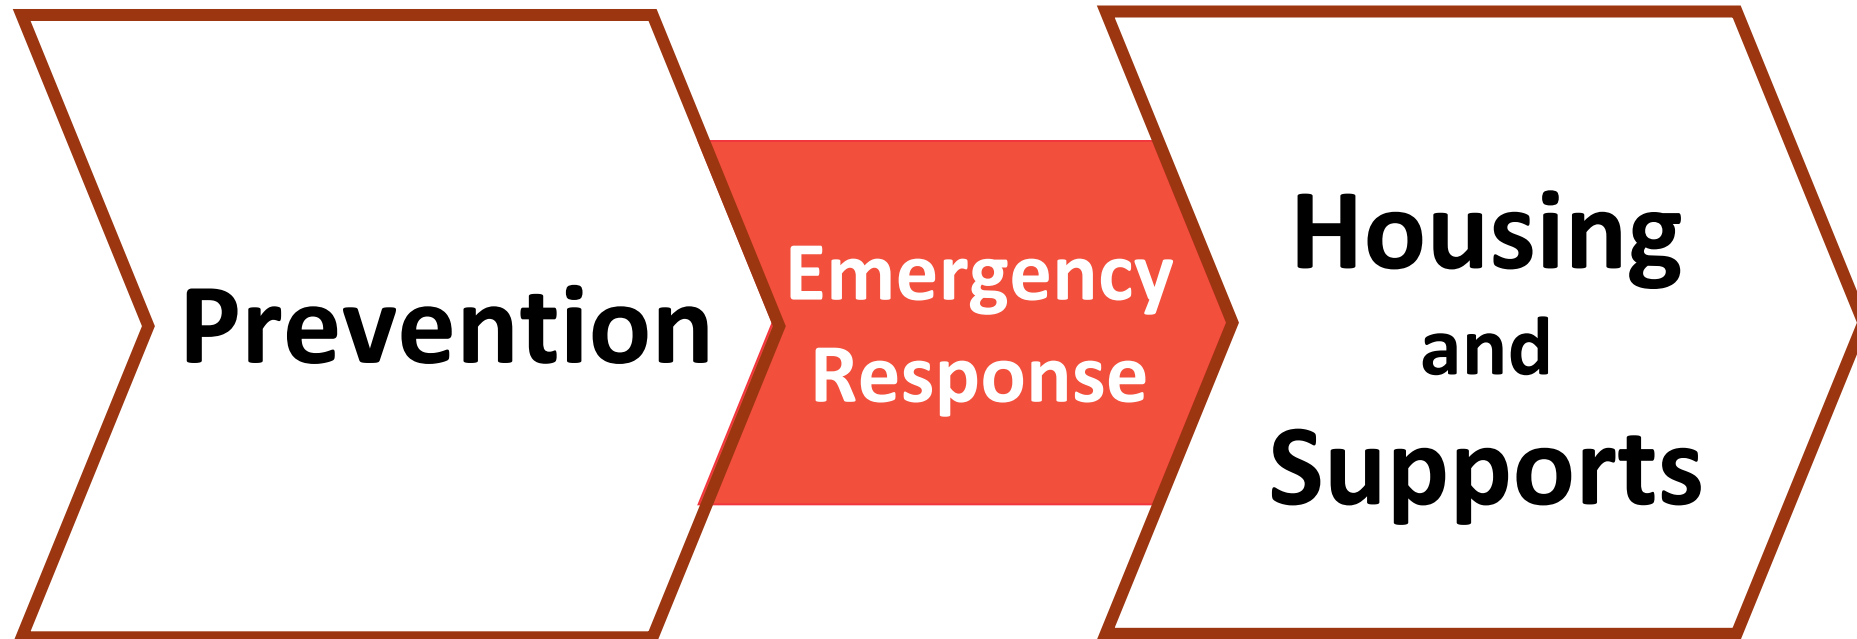 Prevention
Emergency
Response
Housing
and
Supports